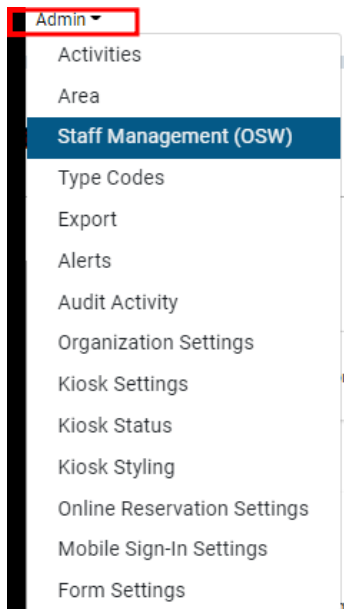 Admin
Activities
Area
Staff Management (OSW)
Type Codes
Export
Alerts
Audit Activity
Organization Settings
Kiosk Settings
Kiosk Status
Kiosk Styling
Online Reservation Settings
Mobile Sign-In Settings
Form Settings